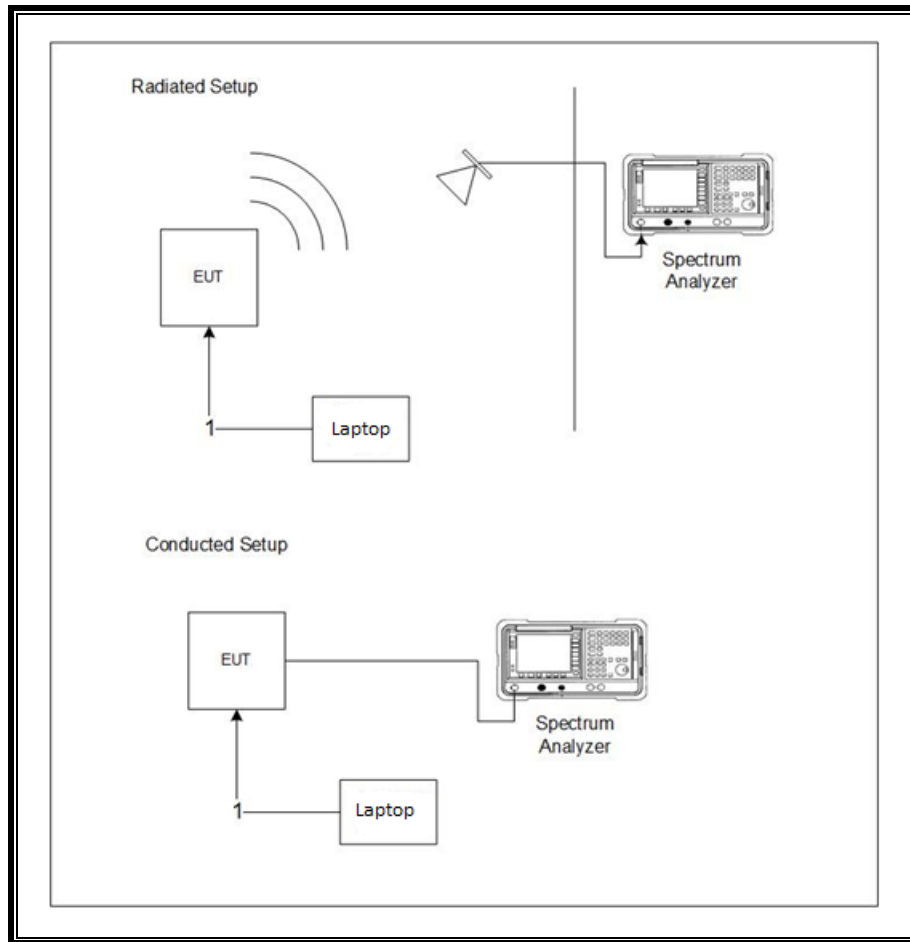 Radiated Setup
EUT
Spectrum
Analyzer
1
Laptop
Conducted Setup
EUT
Spectrum
Analyzer
1
Laptop